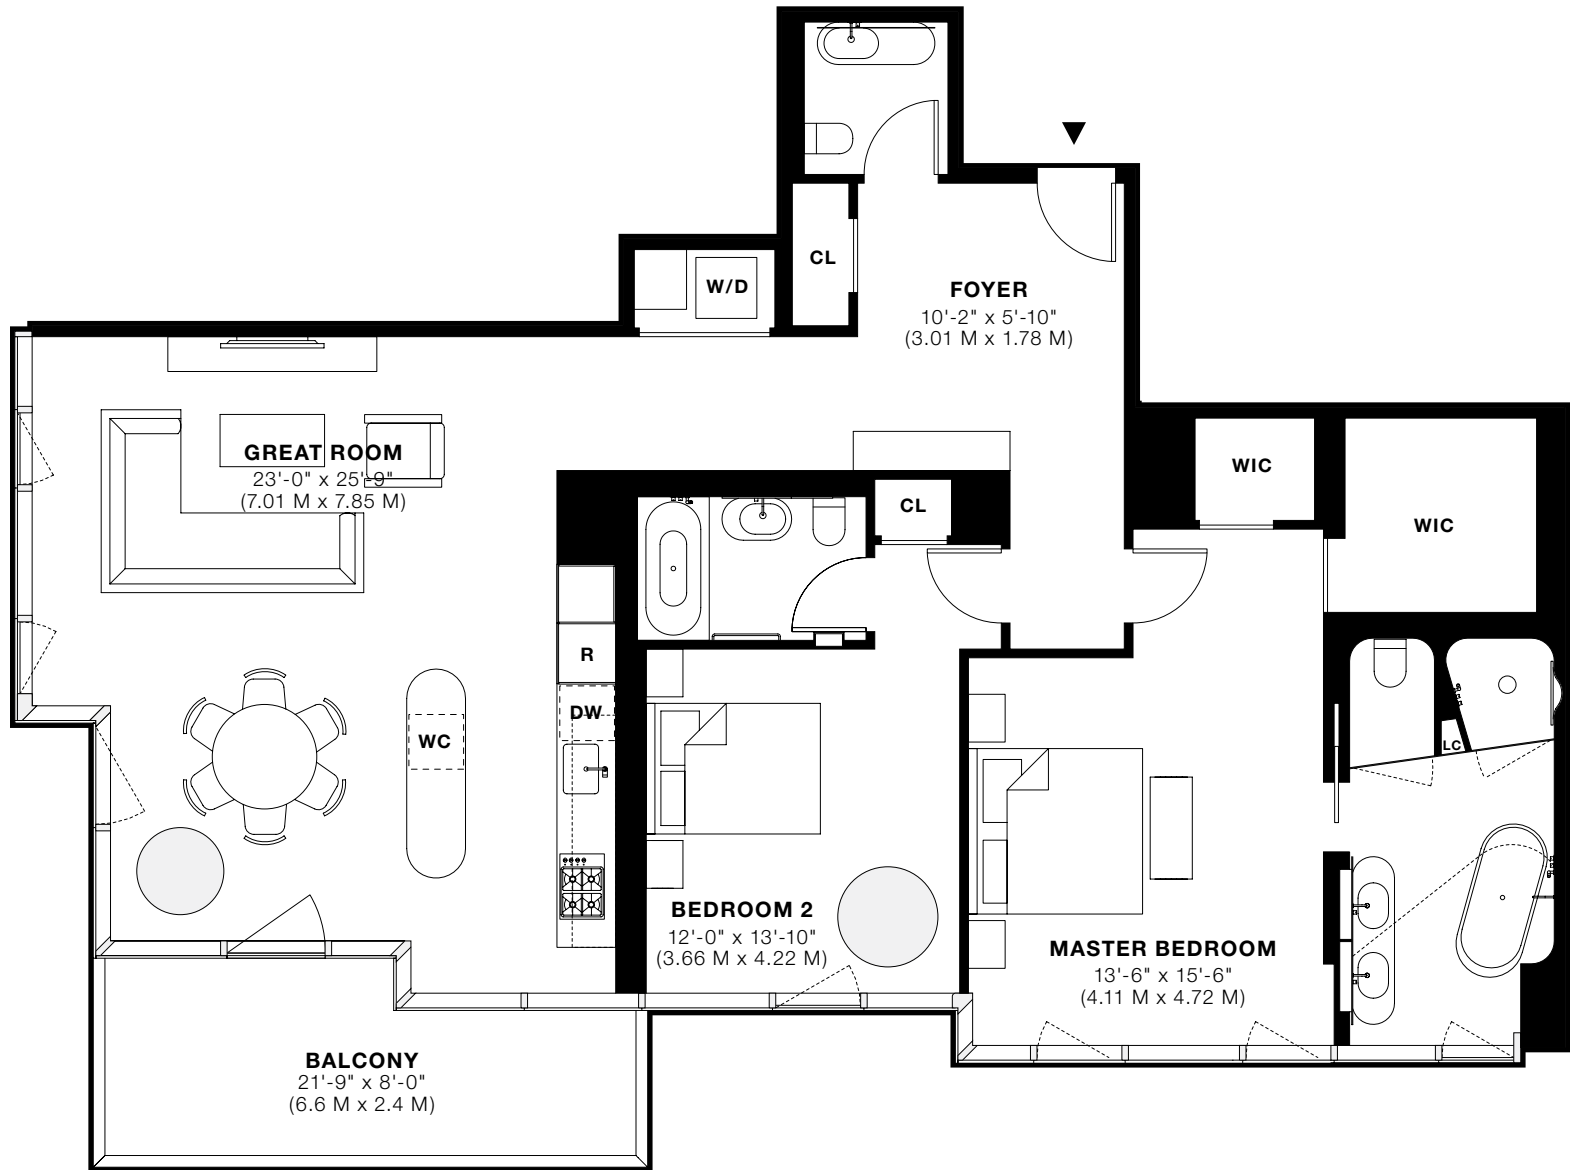 W/D
CL
FOYER
10'-2" x 5'-10"
(3.01 M x 1.78 M)
GREAT ROOM
23'-0" x 25'-9"
(7.01 M x 7.85 M)
CL
WIC
WIC
R
DW
WC
LC
BEDROOM 2
12'-0" x 13'-10"
(3.66 M x 4.22 M)
MASTER BEDROOM
13'-6" x 15'-6"
(4.11 M x 4.72 M)
BALCONY
21'-9" x 8'-0"
(6.6 M x 2.4 M)